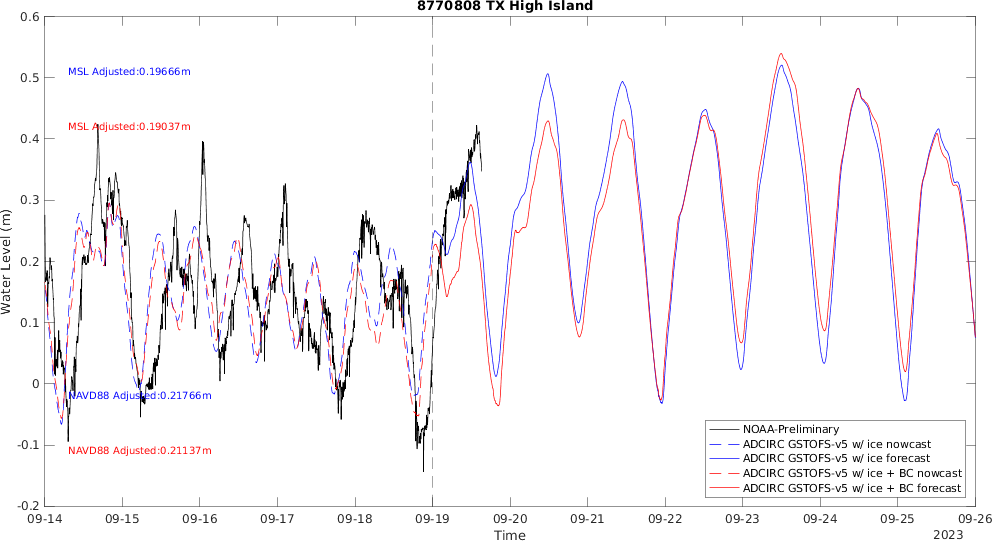 8770808 TX High Island
0.6
0.5
0.4
0.3
0.2
0.1
0
-0.1
-0.2
Water Level (m)
MSL Adjusted:0.19666m
MSL Adjusted:0.19037m
NAVD88 Adjusted:0.21766m
NAVD88 Adjusted:0.21137m
NOAA-Preliminary
ADCIRC GSTOFS-v5 w/ ice nowcast
ADCIRC GSTOFS-v5 w/ ice forecast
ADCIRC GSTOFS-v5 w/ ice + BC nowcast
ADCIRC GSTOFS-v5 w/ ice + BC forecast
09-14 09-15 09-16 09-17 09-18 09-19 09-20 09-21 09-22 09-23 09-24 09-25 09-26
Time
2023